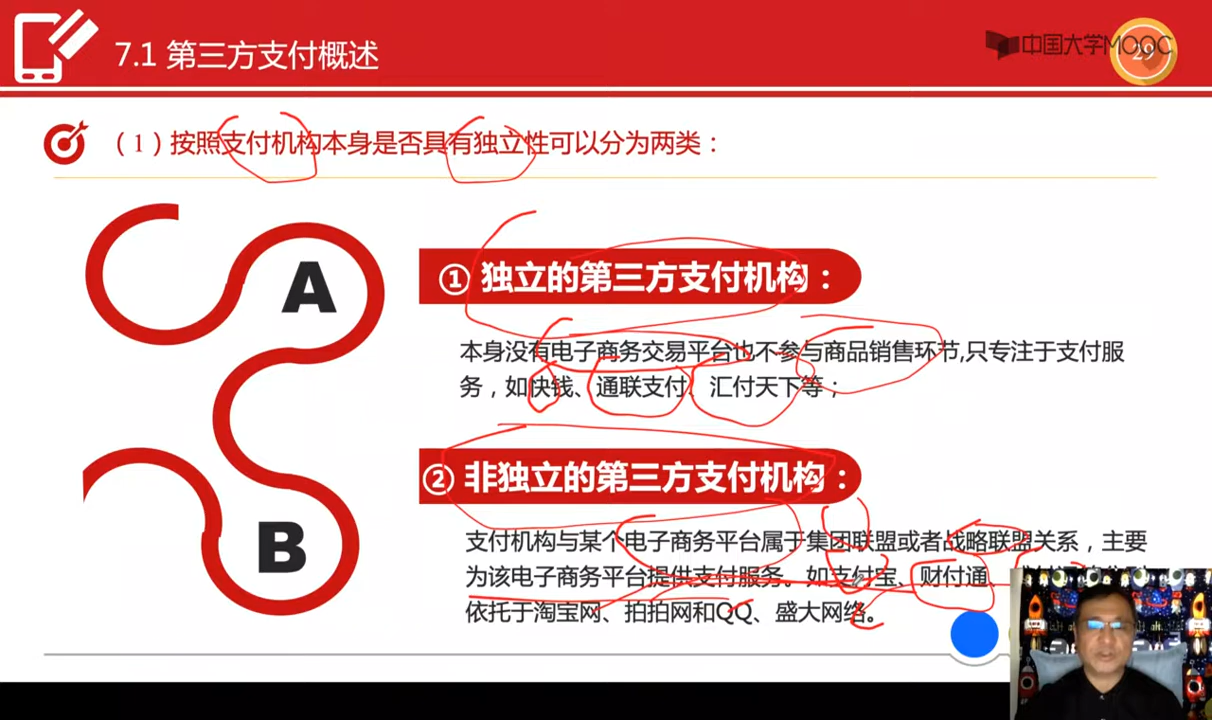 7.1 第三方支付概述
中国大学MOOC
29
（1）按照支付机构本身是否具有独立性可以分为两类：
A
① 独立的第三方支付机构：
本身没有电子商务交易平台也不参与商品销售环节,只专注于支付服
务，如快钱、通联支付、汇付天下等；
② 非独立的第三方支付机构：
B
支付机构与某个电子商务平台属于集团联盟或者战略联盟关系，主要
为该电子商务平台提供支付服务。如支付宝、财付通、
依托于淘宝网、拍拍网和QQ、盛大网络。